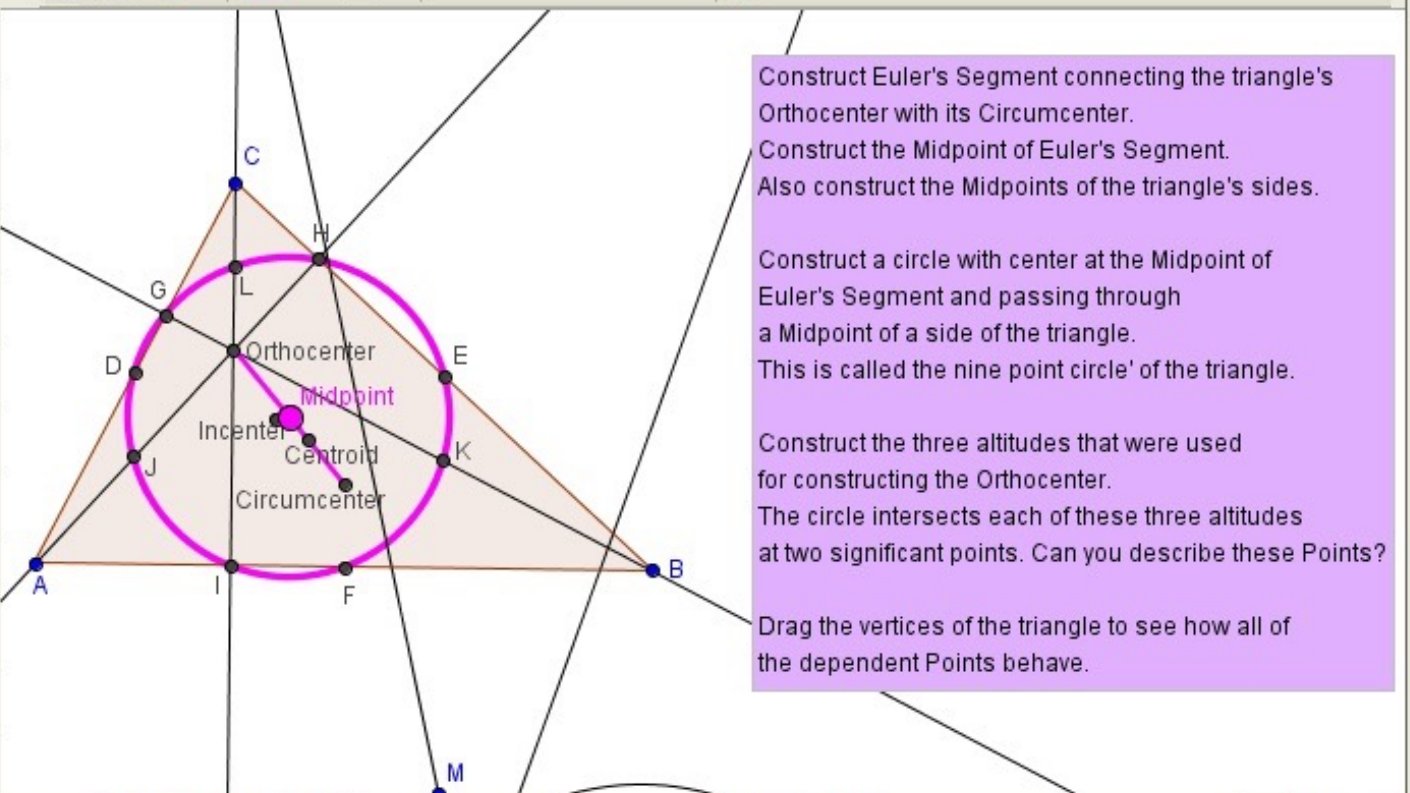 C
H
G
L
Orthocenter
D
E
Midpoint
Incenter
Centroid
K
J
Circumcenter
A
I
F
B
M
Construct Euler's Segment connecting the triangle's
Orthocenter with its Circumcenter.
Construct the Midpoint of Euler's Segment.
Also construct the Midpoints of the triangle's sides.
Construct a circle with center at the Midpoint of
Euler's Segment and passing through
a Midpoint of a side of the triangle.
This is called the nine point circle' of the triangle.
Construct the three altitudes that were used
for constructing the Orthocenter.
The circle intersects each of these three altitudes
at two significant points. Can you describe these Points?
Drag the vertices of the triangle to see how all of
the dependent Points behave.